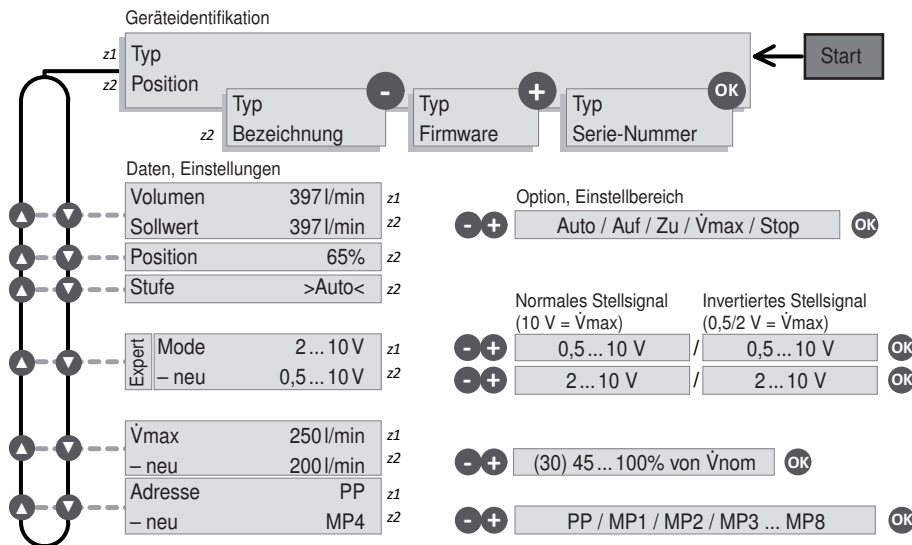 Geräteidentifikation
z1 Typ
z2 Position
Start
Typ -
z2 Bezeichnung
Typ +
Firmware
Typ OK
Serie-Nummer
Daten, Einstellungen
Volumen 397 l/min z1
Sollwert 397 l/min z2
Option, Einstellbereich
- + Auto / Auf / Zu / V̇max / Stop OK
Position 65% z2
Stufe >Auto< z2
Normales Stellsignal
(10 V = V̇max)
Invertiertes Stellsignal
(0,5/2 V = V̇max)
Expert
Mode 2 ... 10 V z1
– neu 0,5 ... 10 V z2
- + 0,5 ... 10 V / 0,5 ... 10 V OK
- + 2 ... 10 V / 2 ... 10 V OK
V̇max 250 l/min z1
– neu 200 l/min z2
- + (30) 45 ... 100% von V̇nom OK
Adresse PP z1
– neu MP4 z2
- + PP / MP1 / MP2 / MP3 ... MP8 OK